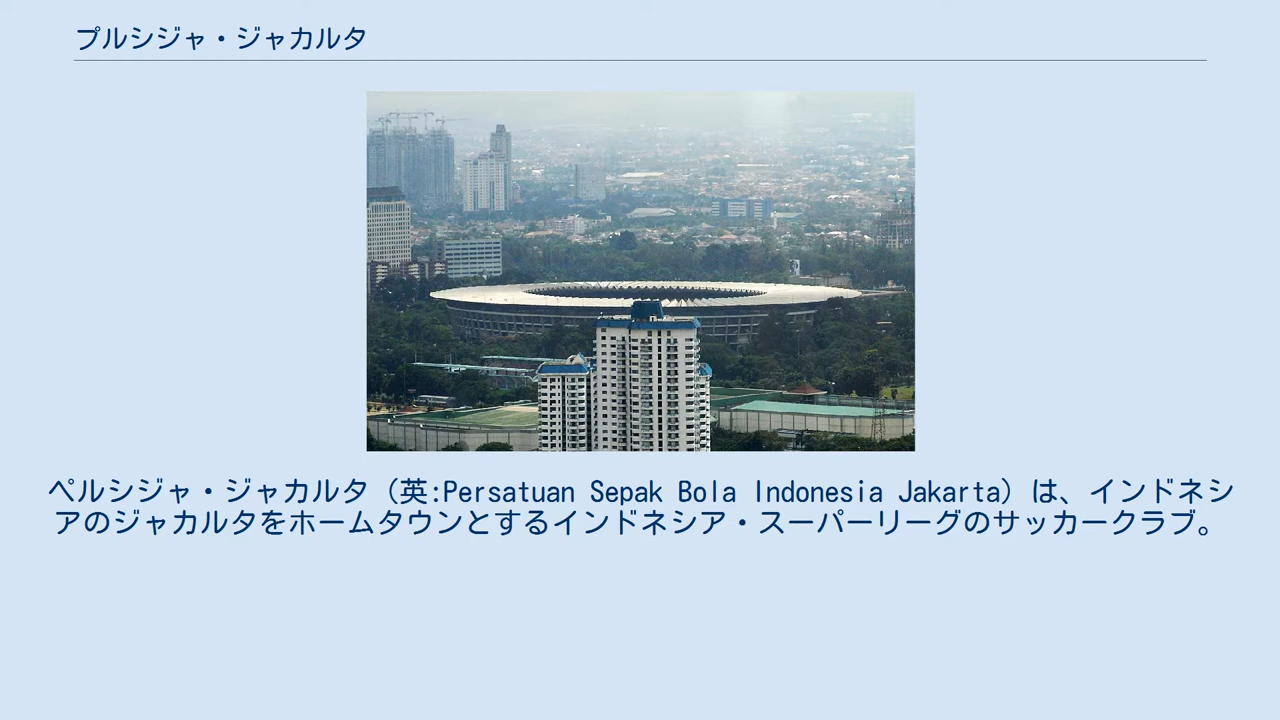 プルシジャ・ジャカルタ
ペルシジャ・ジャカルタ（英:Persatuan Sepak Bola Indonesia Jakarta）は、インドネシ
アのジャカルタをホームタウンとするインドネシア・スーパーリーグのサッカークラブ。